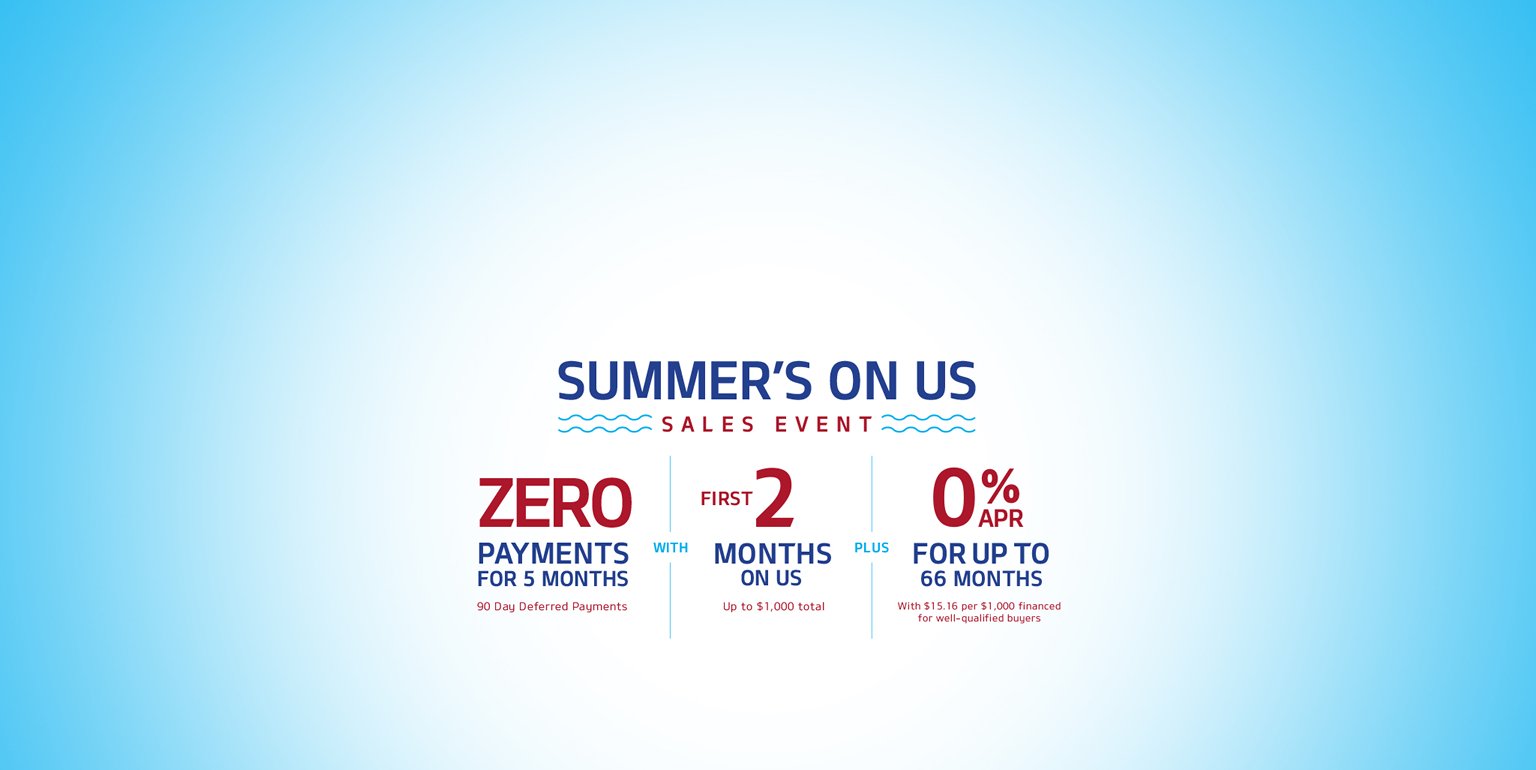 SUMMER'S ON US
SALES EVENT
ZERO
PAYMENTS
FOR 5 MONTHS
90 Day Deferred Payments
WITH
FIRST 2
MONTHS
ON US
Up to $1,000 total
PLUS
0% APR
FOR UP TO
66 MONTHS
With $15.16 per $1,000 financed
for well-qualified buyers